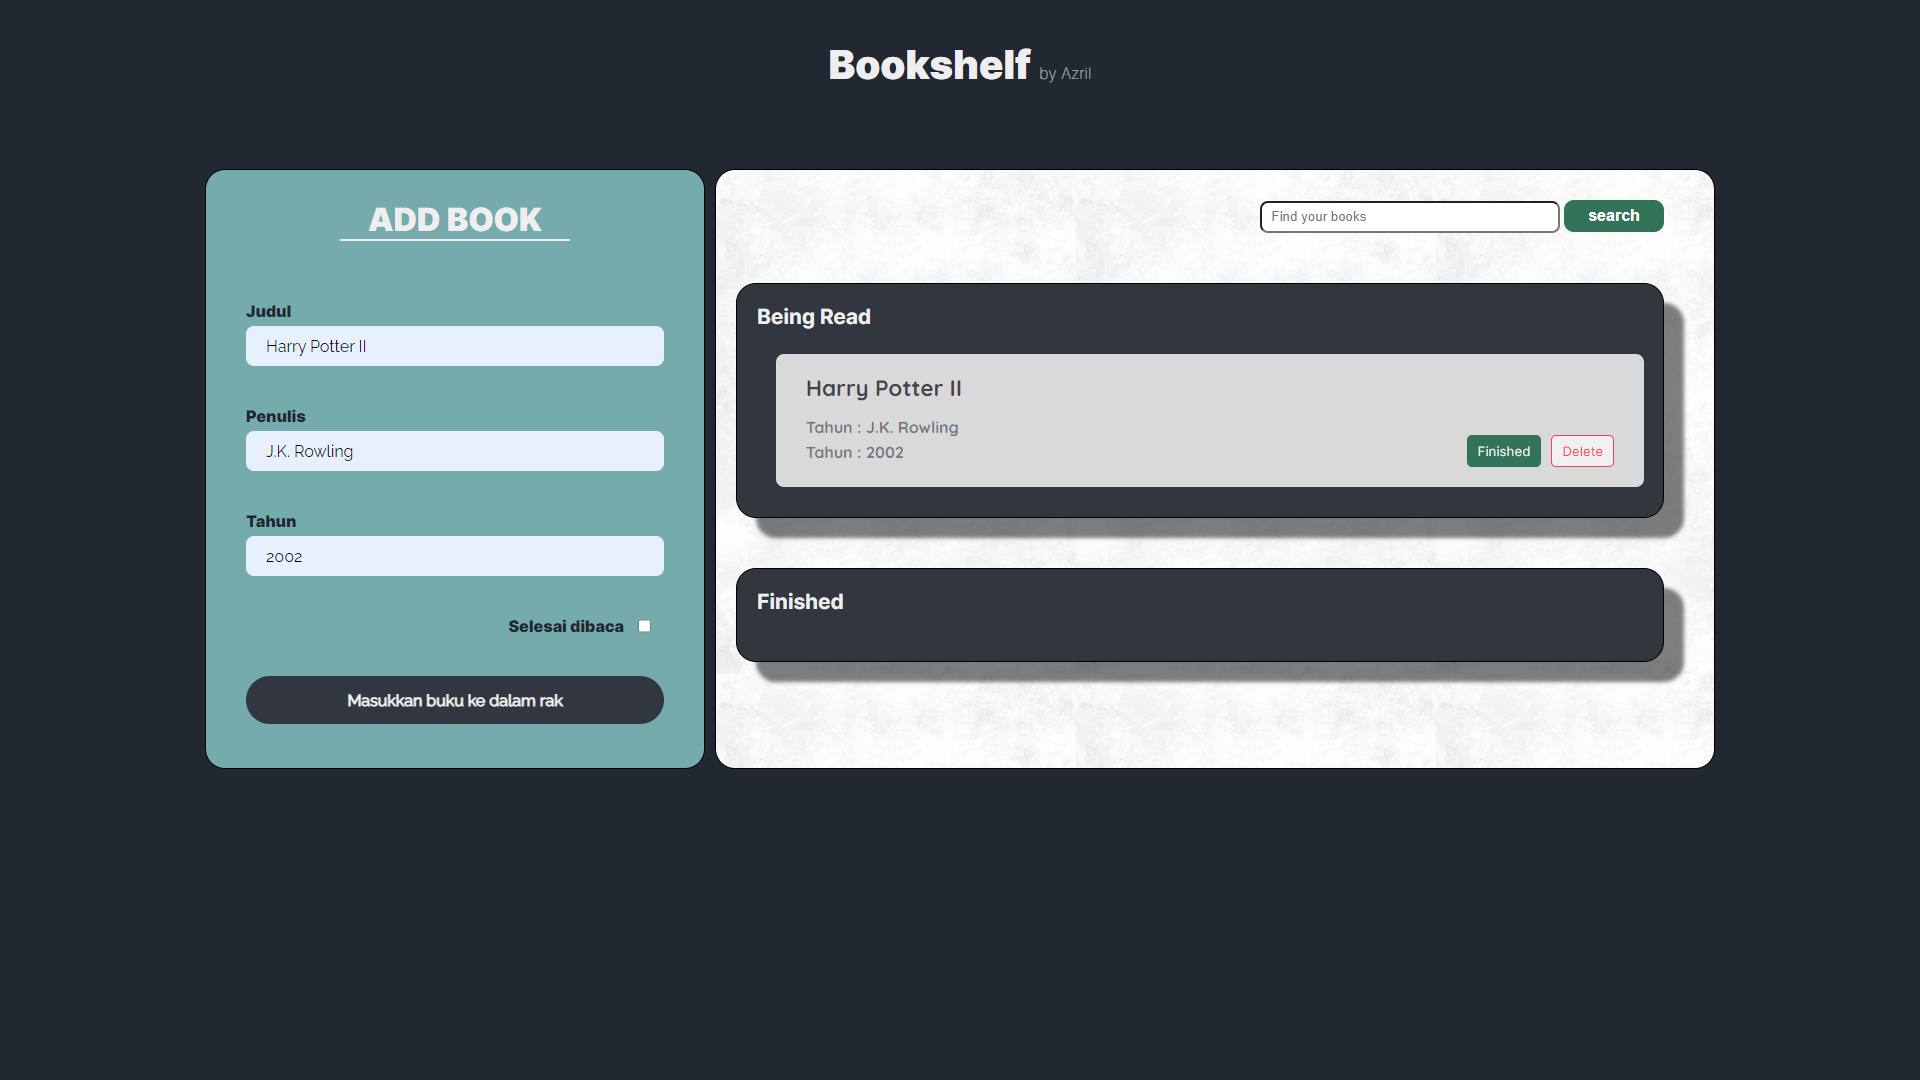 Bookshelf by Azril
ADD BOOK
Judul
Harry Potter II
Penulis
J.K. Rowling
Tahun
2002
Selesai dibaca
Masukkan buku ke dalam rak
Find your books search
Being Read
Harry Potter II
Tahun : J.K. Rowling
Tahun : 2002
Finished Delete
Finished